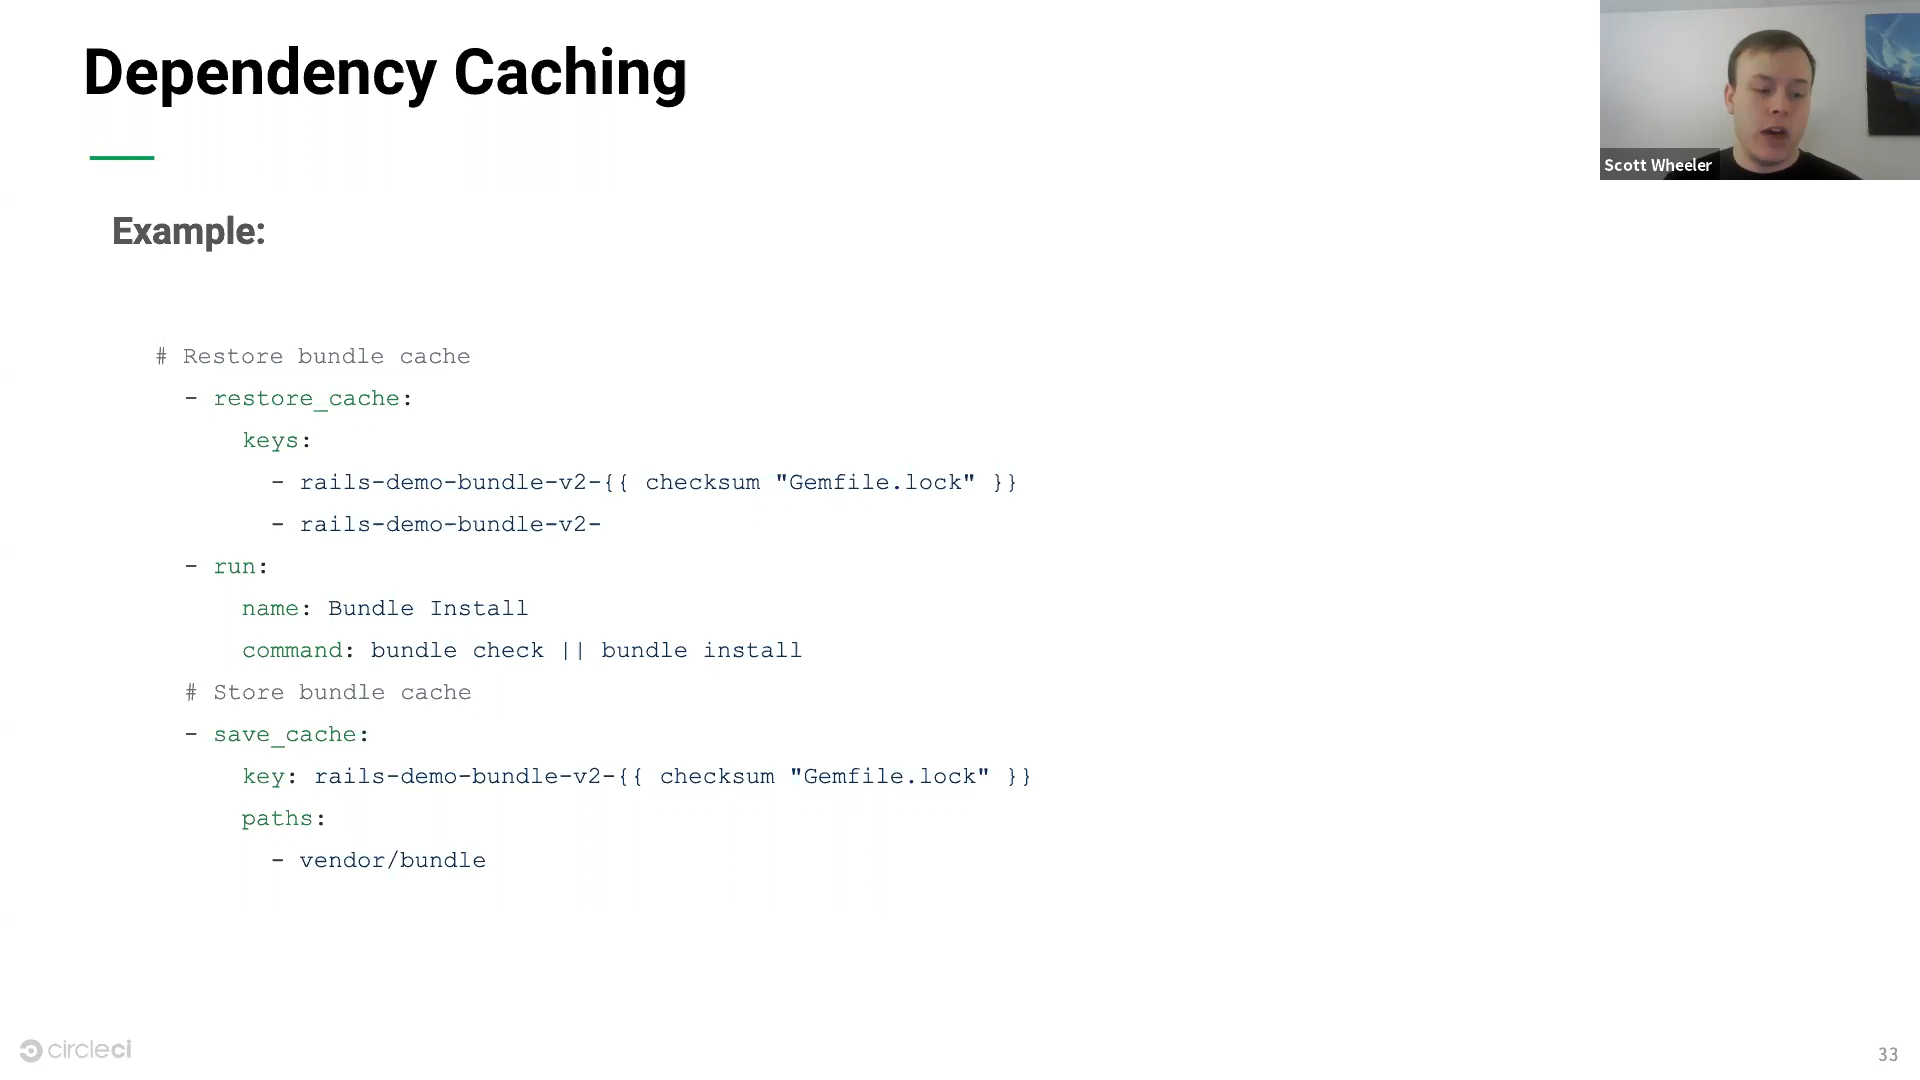 Dependency Caching
Scott Wheeler
Example:
# Restore bundle cache
- restore_cache:
keys:
- rails-demo-bundle-v2-{{ checksum "Gemfile.lock" }}
- rails-demo-bundle-v2-
- run:
name: Bundle Install
command: bundle check || bundle install
# Store bundle cache
- save_cache:
key: rails-demo-bundle-v2-{{ checksum "Gemfile.lock" }}
paths:
- vendor/bundle
circleci
33